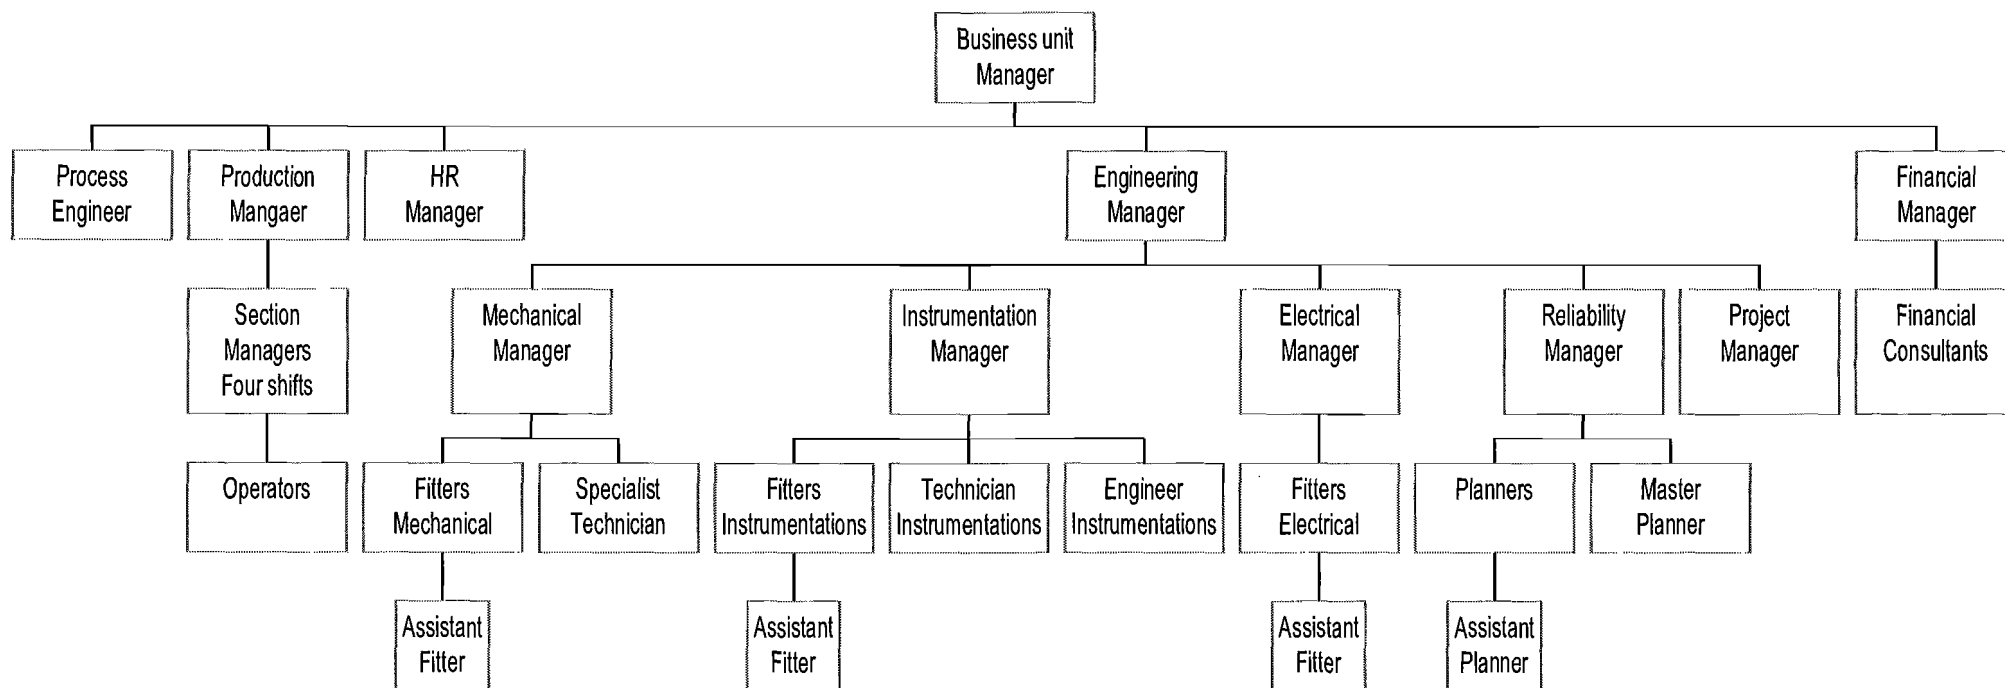 Business unit
Manager
Process
Engineer
Production
Mangaer
HR
Manager
Engineering
Manager
Financial
Manager
Section
Managers
Four shifts
Mechanical
Manager
Instrumentation
Manager
Electrical
Manager
Reliability
Manager
Project
Manager
Financial
Consultants
Operators
Fitters
Mechanical
Specialist
Technician
Fitters
Instrumentations
Technician
Instrumentations
Engineer
Instrumentations
Fitters
Electrical
Planners
Master
Planner
Assistant
Fitter
Assistant
Fitter
Assistant
Fitter
Assistant
Planner